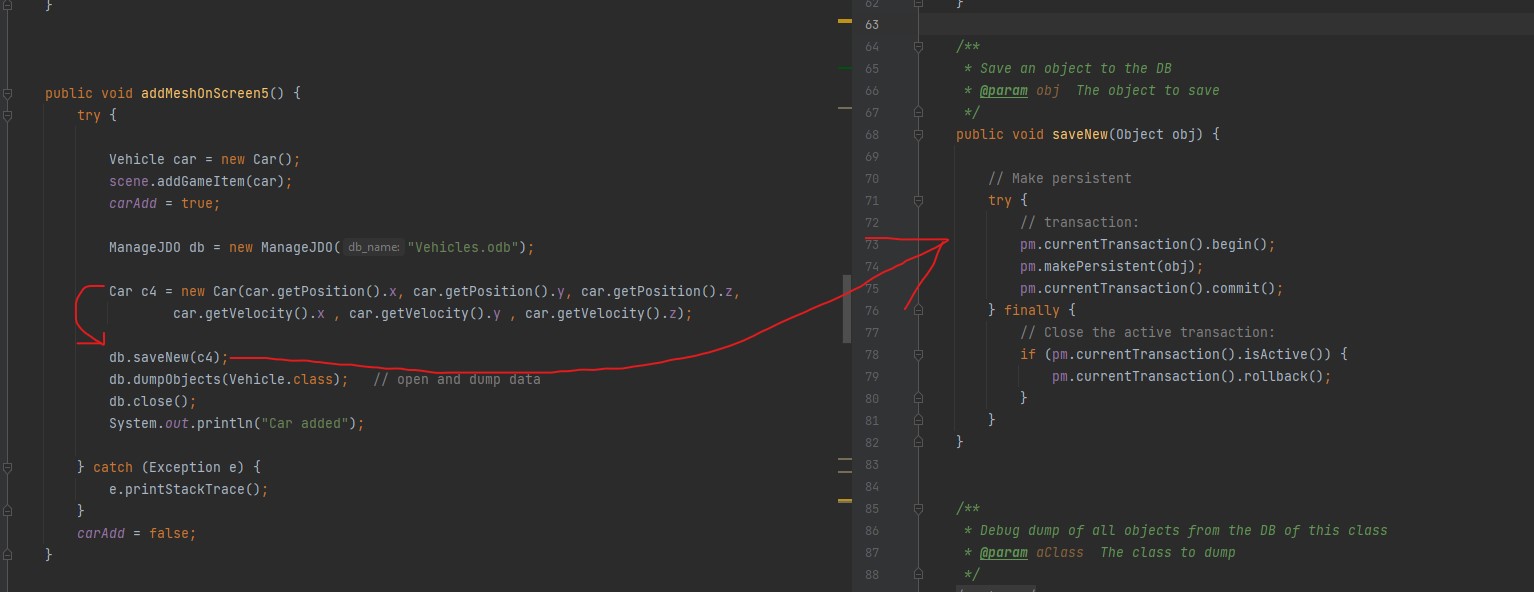 }
public void addMeshOnScreen5() {
try {
Vehicle car = new Car();
scene.addGameItem(car);
carAdd = true;
ManageJDO db = new ManageJDO( db_name: "Vehicles.odb");
Car c4 = new Car(car.getPosition().x, car.getPosition().y, car.getPosition().z,
car.getVelocity().x , car.getVelocity().y , car.getVelocity().z);
db.saveNew(c4);
db.dumpObjects(Vehicle.class);   // open and dump data
db.close();
System.out.println("Car added");
} catch (Exception e) {
e.printStackTrace();
}
carAdd = false;
}
62 }
63
64 /**
65 * Save an object to the DB
66 * @param obj  The object to save
67 */
68 public void saveNew(Object obj) {
69
70 // Make persistent
71 try {
72 // transaction:
73 pm.currentTransaction().begin();
74 pm.makePersistent(obj);
75 pm.currentTransaction().commit();
76 } finally {
77 // Close the active transaction:
78 if (pm.currentTransaction().isActive()) {
79 pm.currentTransaction().rollback();
80 }
81 }
82 }
83
84
85 /**
86 * Debug dump of all objects from the DB of this class
87 * @param aClass  The class to dump
88 */